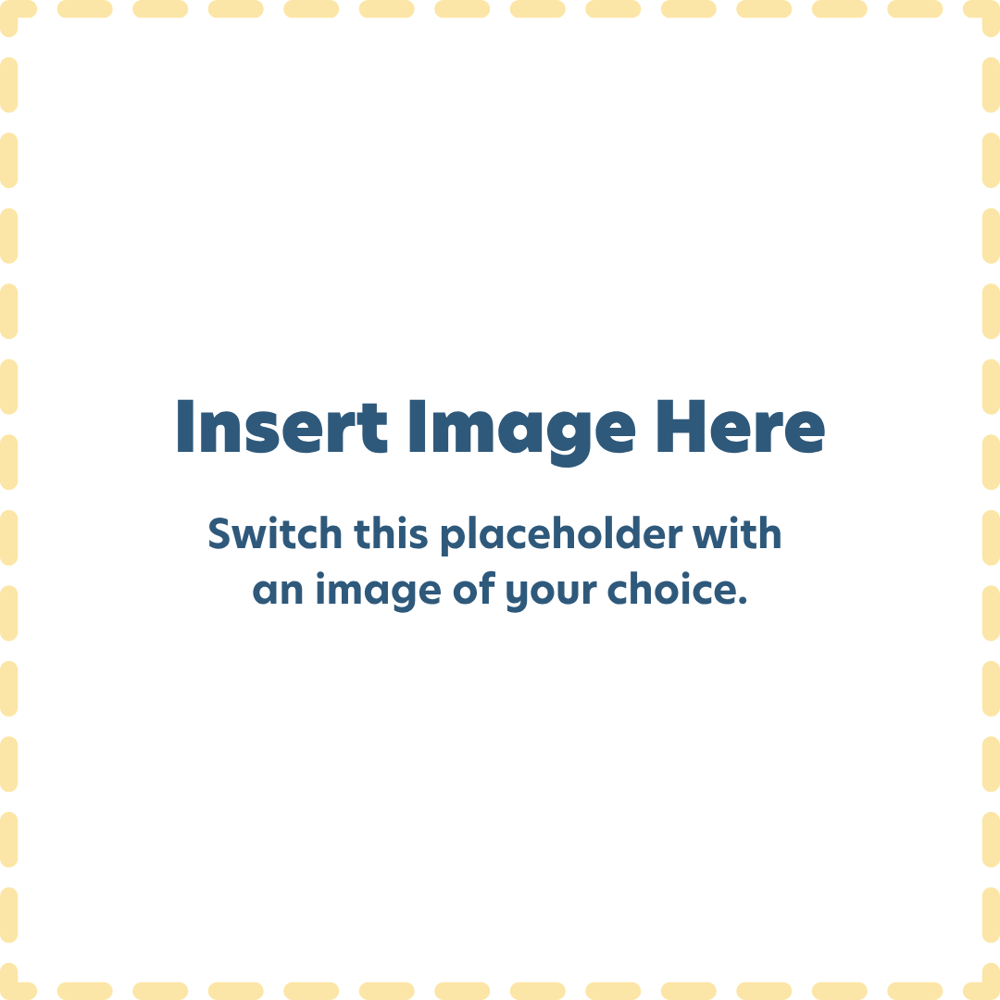 Insert Image Here
Switch this placeholder with
an image of your choice.